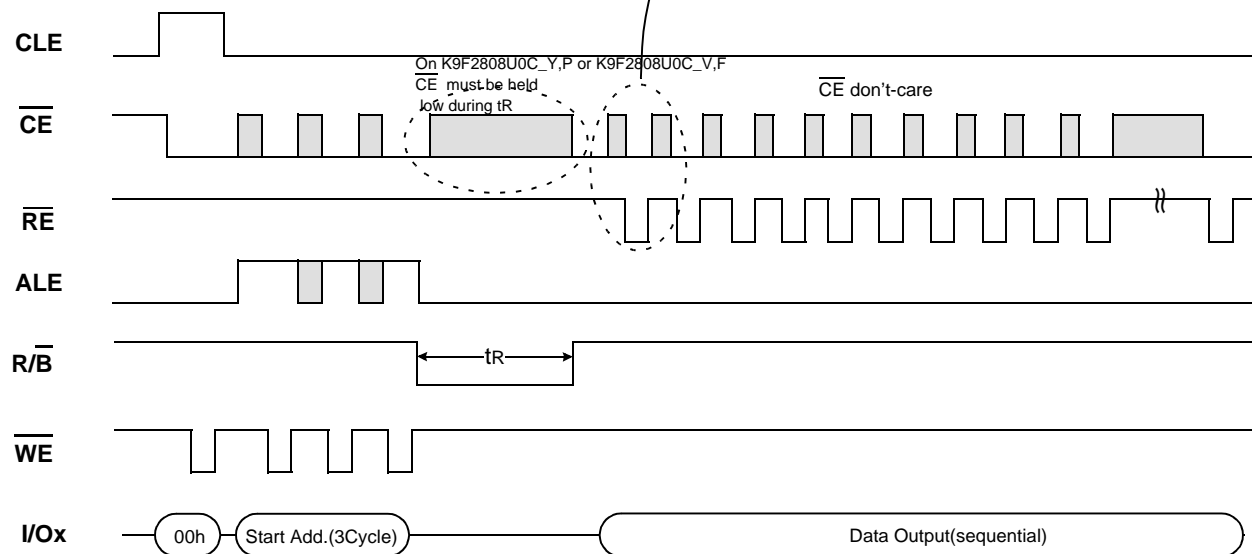 CLE
On K9F2808U0C_Y,P or K9F2808U0C_V,F
CE must be held
low during tR
CE don't-care
CE
RE
ALE
R/B
tR
WE
I/Ox
00h
Start Add.(3Cycle)
Data Output(sequential)